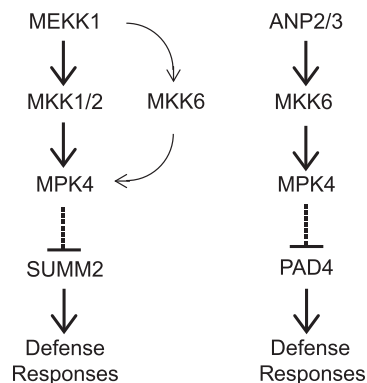 MEKK1
MKK1/2
MKK6
MPK4
SUMM2
Defense
Responses
ANP2/3
MKK6
MPK4
PAD4
Defense
Responses